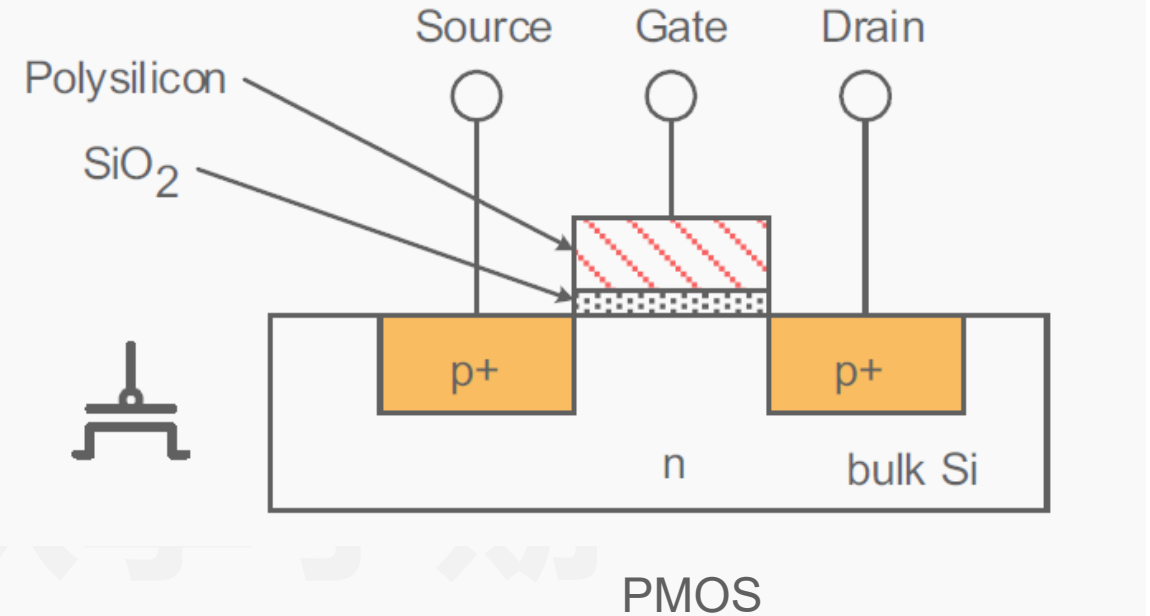 Source Gate Drain
Polysilicon
SiO2
p+ p+
n bulk Si
PMOS